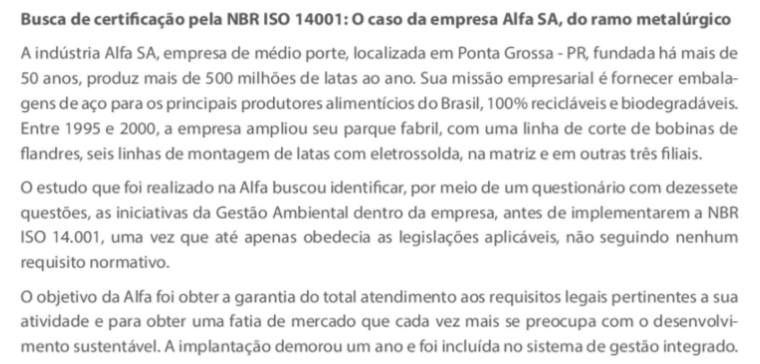 Busca de certificação pela NBR ISO 14001: O caso da empresa Alfa SA, do ramo metalúrgico
A indústria Alfa SA, empresa de médio porte, localizada em Ponta Grossa - PR, fundada há mais de
50 anos, produz mais de 500 milhões de latas ao ano. Sua missão empresarial é fornecer embala-
gens de aço para os principais produtores alimentícios do Brasil, 100% recicláveis e biodegradáveis.
Entre 1995 e 2000, a empresa ampliou seu parque fabril, com uma linha de corte de bobinas de
flandres, seis linhas de montagem de latas com eletrossolda, na matriz e em outras três filiais.
O estudo que foi realizado na Alfa buscou identificar, por meio de um questionário com dezessete
questões, as iniciativas da Gestão Ambiental dentro da empresa, antes de implementarem a NBR
ISO 14.001, uma vez que até apenas obedecia as legislações aplicáveis, não seguindo nenhum
requisito normativo.
O objetivo da Alfa foi obter a garantia do total atendimento aos requisitos legais pertinentes a sua
atividade e para obter uma fatia de mercado que cada vez mais se preocupa com o desenvolvi-
mento sustentável. A implantação demorou um ano e foi incluída no sistema de gestão integrado.